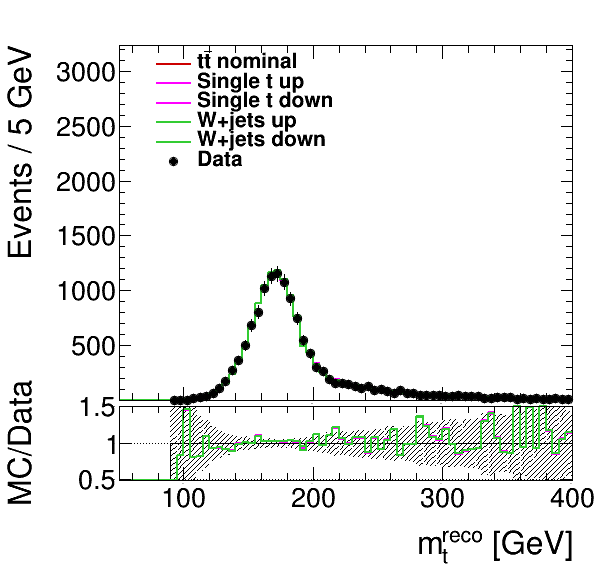 Events / 5 GeV
3000
2500
2000
1500
1000
500
tt̄ nominal
Single t up
Single t down
W+jets up
W+jets down
Data
MC/Data
1.5
1
0.5
100
200
300
400
m_t^reco [GeV]